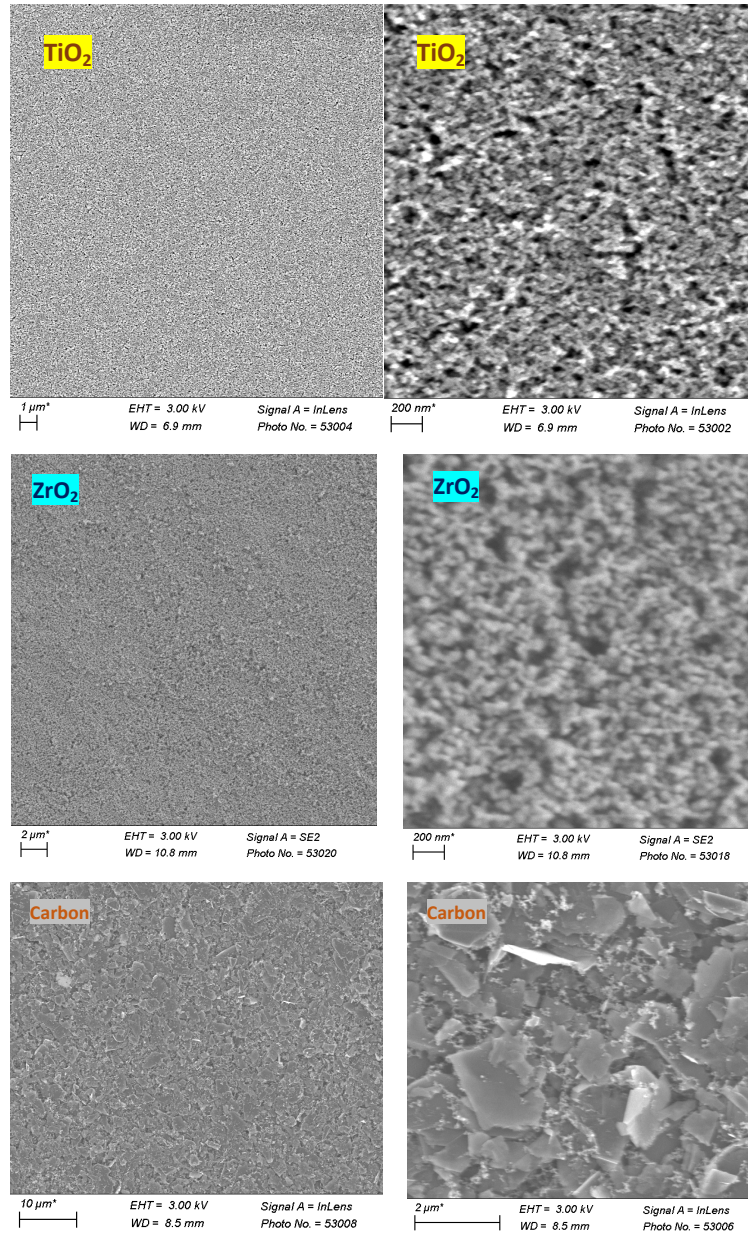 TiO₂
TiO₂
1 µm*
EHT = 3.00 kV
Signal A = InLens
WD = 6.9 mm
Photo No. = 53004
200 nm*
EHT = 3.00 kV
Signal A = InLens
WD = 6.9 mm
Photo No. = 53002
ZrO₂
ZrO₂
2 µm*
EHT = 3.00 kV
Signal A = SE2
WD = 10.8 mm
Photo No. = 53020
200 nm*
EHT = 3.00 kV
Signal A = SE2
WD = 10.8 mm
Photo No. = 53018
Carbon
Carbon
10 µm*
EHT = 3.00 kV
Signal A = InLens
WD = 8.5 mm
Photo No. = 53008
2 µm*
EHT = 3.00 kV
Signal A = InLens
WD = 8.5 mm
Photo No. = 53006